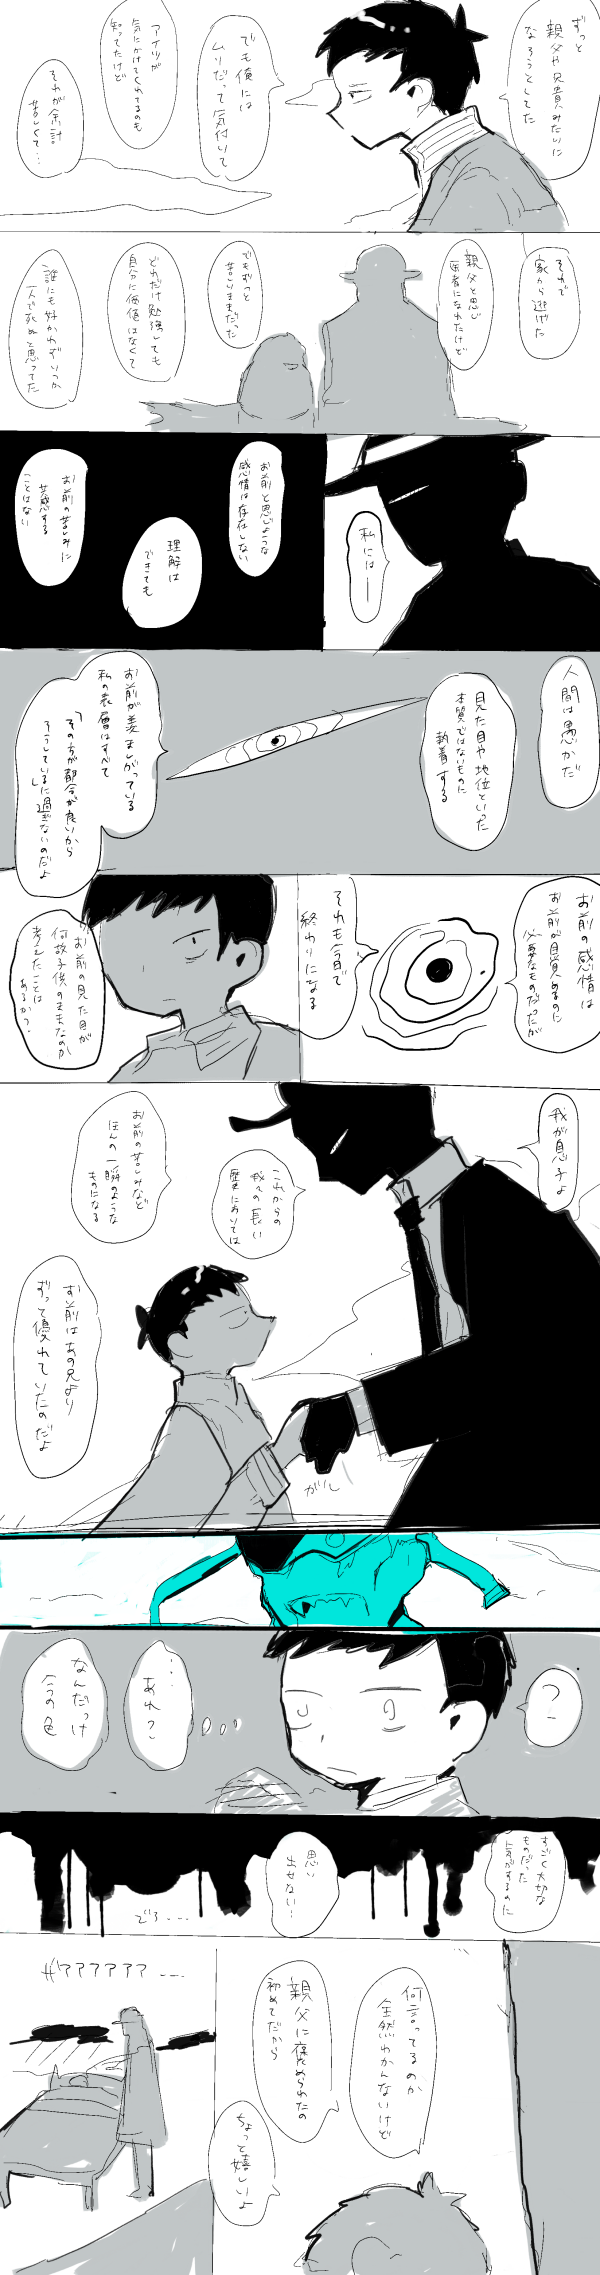 ずっと
親父や兄貴みたいに
なろうとしてた
でも俺には
ムリだって気付いて
アイツが
気にかけてくれてるのも
知ってたけど
それが余計
苦しくて…
それで
家から逃げた
親父と同じ
医者になれたけど
でもずっと
苦しいままだった
どれだけ勉強しても
自分に価値はなくて
誰にも好かれずいつか
一人で死ぬと思ってた
私には——
お前と同じような
感情は存在しない
理解は
できても
お前の苦しみに
共感する
ことはない
人間は愚かだ
見た目や地位といった
本質ではないものに
執着する
お前が羨ましがっている
私の表層はすべて
「その方が都合が良いから
そうしている」に過ぎないのだよ
お前の感情は
お前が目覚めるのに
必要なものだったが
それも今日で
終わりになる
お前の見た目が
何故子供のままなのか
考えたことは
あるか?
我が息子よ
これからの
我々の長い
歴史においては
お前の苦しみなど
ほんの一瞬のような
ものになる
お前はあの兄より
ずっと優れていたのだよ
がし
?
…
あれ?
なんだっけ
今の色
すごく大切な
ものだった
気がするのに
思い
出せない…
どろ…
ザアアアアアア…
何言ってるのか
全然わかんないけど
親父に褒められたの
初めてだから
ちょっと嬉しいよ